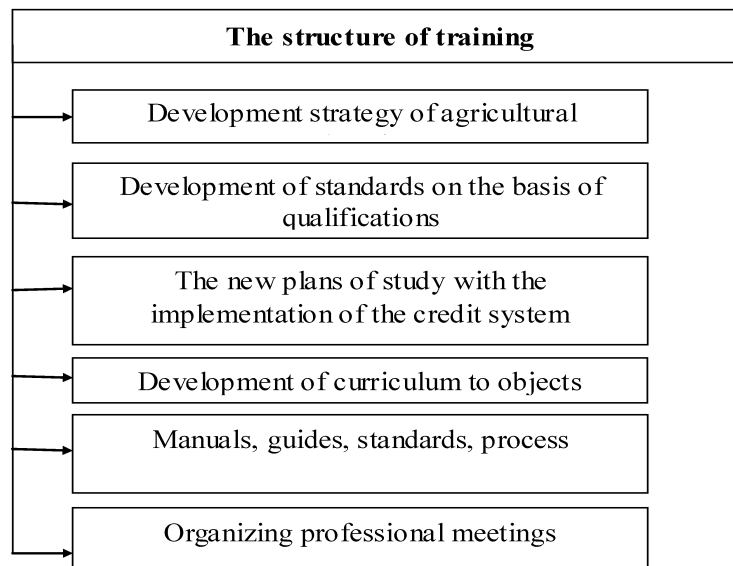 The structure of training
Development strategy of agricultural
Development of standards on the basis of
qualifications
The new plans of study with the
implementation of the credit system
Development of curriculum to objects
Manuals, guides, standards, process
Organizing professional meetings